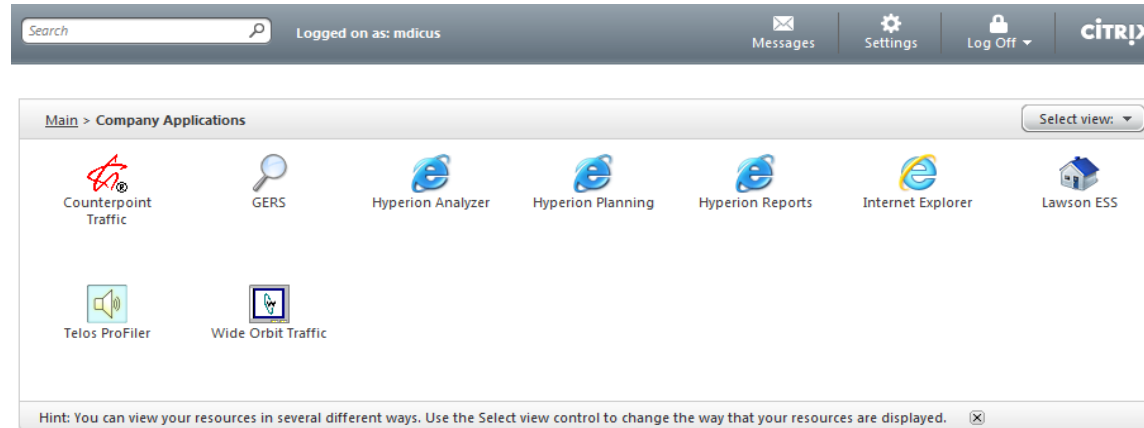 Search
Logged on as: mdicus
Messages
Settings
Log Off
CİTRİX
Main > Company Applications
Select view:
Counterpoint
Traffic
®
GERS
Hyperion Analyzer
Hyperion Planning
Hyperion Reports
Internet Explorer
Lawson ESS
Telos ProFiler
Wide Orbit Traffic
Hint: You can view your resources in several different ways. Use the Select view control to change the way that your resources are displayed.